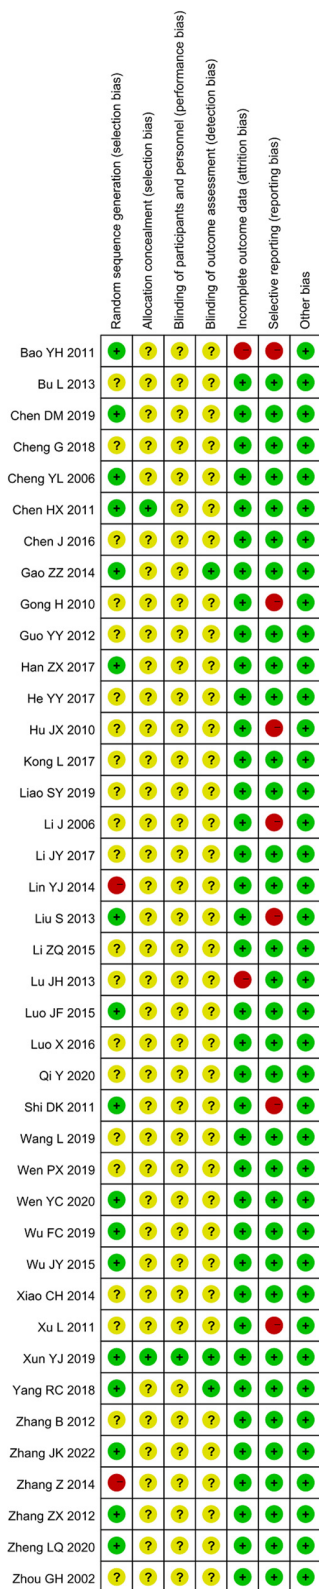 Random sequence generation (selection bias)
Allocation concealment (selection bias)
Blinding of participants and personnel (performance bias)
Blinding of outcome assessment (detection bias)
Incomplete outcome data (attrition bias)
Selective reporting (reporting bias)
Other bias
Bao YH 2011 + ? ? ? - - +
Bu L 2013 ? ? ? ? + + +
Chen DM 2019 + ? ? ? + + +
Cheng G 2018 ? ? ? ? + + +
Cheng YL 2006 + ? ? ? + + +
Chen HX 2011 + + ? ? + + +
Chen J 2016 ? ? ? ? + + +
Gao ZZ 2014 + ? ? + + + +
Gong H 2010 ? ? ? ? + - +
Guo YY 2012 ? ? ? ? + + +
Han ZX 2017 + ? ? ? + + +
He YY 2017 ? ? ? ? + + +
Hu JX 2010 ? ? ? ? + - +
Kong L 2017 ? ? ? ? + + +
Liao SY 2019 ? ? ? ? + + +
Li J 2006 ? ? ? ? + - +
Li JY 2017 ? ? ? ? + + +
Lin YJ 2014 - ? ? ? + + +
Liu S 2013 + ? ? ? + - +
Li ZQ 2015 ? ? ? ? + + +
Lu JH 2013 ? ? ? ? - + +
Luo JF 2015 + ? ? ? + + +
Luo X 2016 ? ? ? ? + + +
Qi Y 2020 ? ? ? ? + + +
Shi DK 2011 + ? ? ? + - +
Wang L 2019 ? ? ? ? + + +
Wen PX 2019 ? ? ? ? + + +
Wen YC 2020 + ? ? ? + + +
Wu FC 2019 + ? ? ? + + +
Wu JY 2015 + ? ? ? + + +
Xiao CH 2014 ? ? ? ? + + +
Xu L 2011 ? ? ? ? + - +
Xun YJ 2019 + + + + + + +
Yang RC 2018 + ? ? + + + +
Zhang B 2012 ? ? ? ? + + +
Zhang JK 2022 + ? ? ? + + +
Zhang Z 2014 - ? ? ? + + +
Zhang ZX 2012 + ? ? ? + + +
Zheng LQ 2020 + ? ? ? + + +
Zhou GH 2002 ? ? ? ? + + +